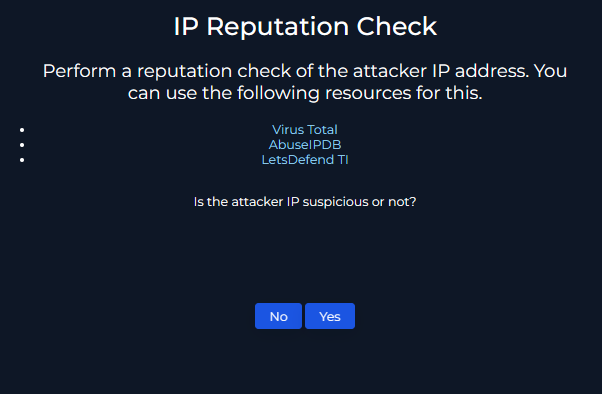 IP Reputation Check
Perform a reputation check of the attacker IP address. You
can use the following resources for this.
Virus Total
AbuseIPDB
LetsDefend TI
Is the attacker IP suspicious or not?
No Yes